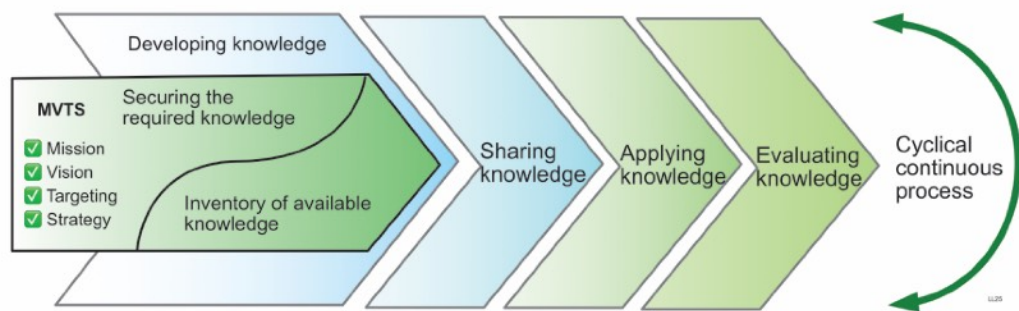 Developing knowledge
MVTS
Mission
Vision
Targeting
Strategy
Securing the
required knowledge
Inventory of available
knowledge
Sharing
knowledge
Applying
knowledge
Evaluating
knowledge
Cyclical
continuous
process
LL25